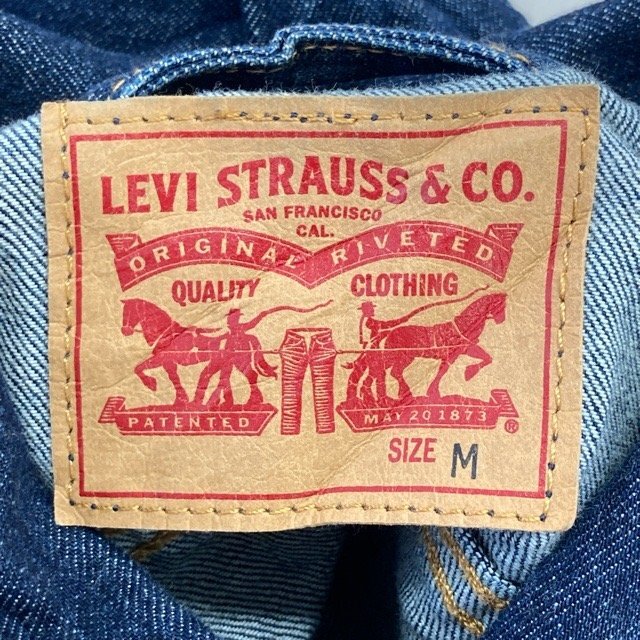 LEVI STRAUSS & CO.
SAN FRANCISCO
CAL.
ORIGINAL RIVETED
QUALITY CLOTHING
PATENTED MAY 20 1873 ®
SIZE M